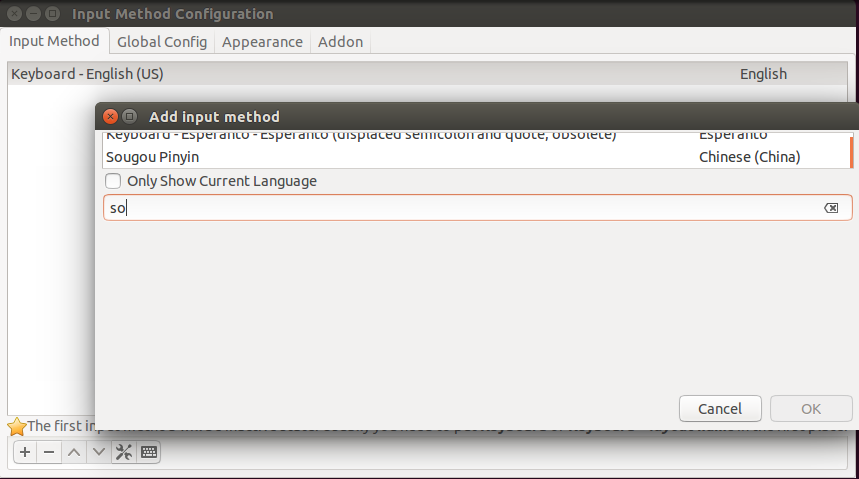 Input Method Configuration
Input Method Global Config Appearance Addon
Keyboard - English (US) English
Add input method
Keyboard - Esperanto - Esperanto (displaced semicolon and quote, obsolete) Esperanto
Sougou Pinyin Chinese (China)
Only Show Current Language
so
Cancel OK
The first